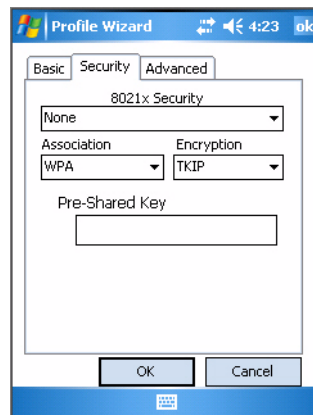 Profile Wizard 4:23 ok
Basic Security Advanced
8021x Security
None
Association Encryption
WPA TKIP
Pre-Shared Key
OK Cancel